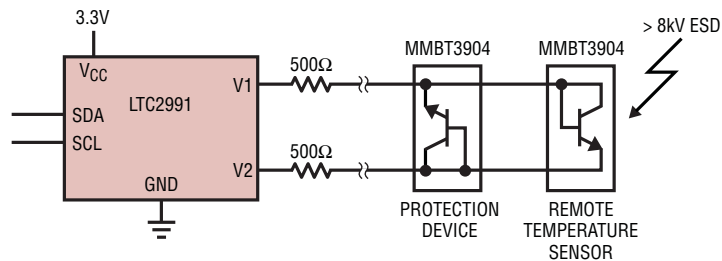 3.3V
VCC
LTC2991
SDA
SCL
GND
V1
V2
500Ω
500Ω
MMBT3904
MMBT3904
> 8kV ESD
PROTECTION
DEVICE
REMOTE
TEMPERATURE
SENSOR